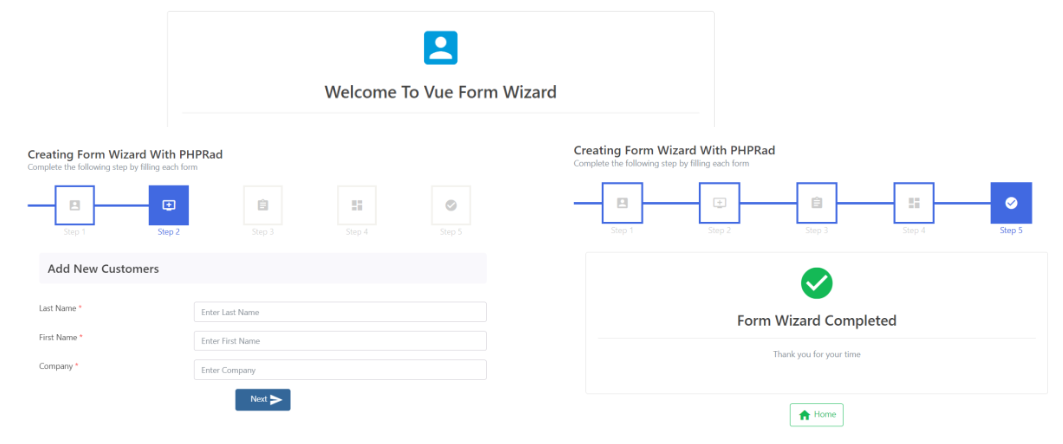 Welcome To Vue Form Wizard
Creating Form Wizard With PHPRad
Complete the following step by filling each form
Step 1
Step 2
Step 3
Step 4
Step 5
Add New Customers
Last Name *
Enter Last Name
First Name *
Enter First Name
Company *
Enter Company
Next
Creating Form Wizard With PHPRad
Complete the following step by filling each form
Step 1
Step 2
Step 3
Step 4
Step 5
Form Wizard Completed
Thank you for your time
Home